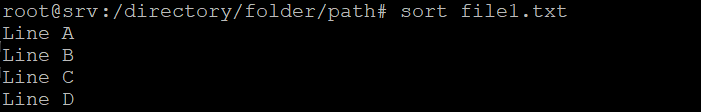 root@srv:/directory/folder/path# sort file1.txt
Line A
Line B
Line C
Line D